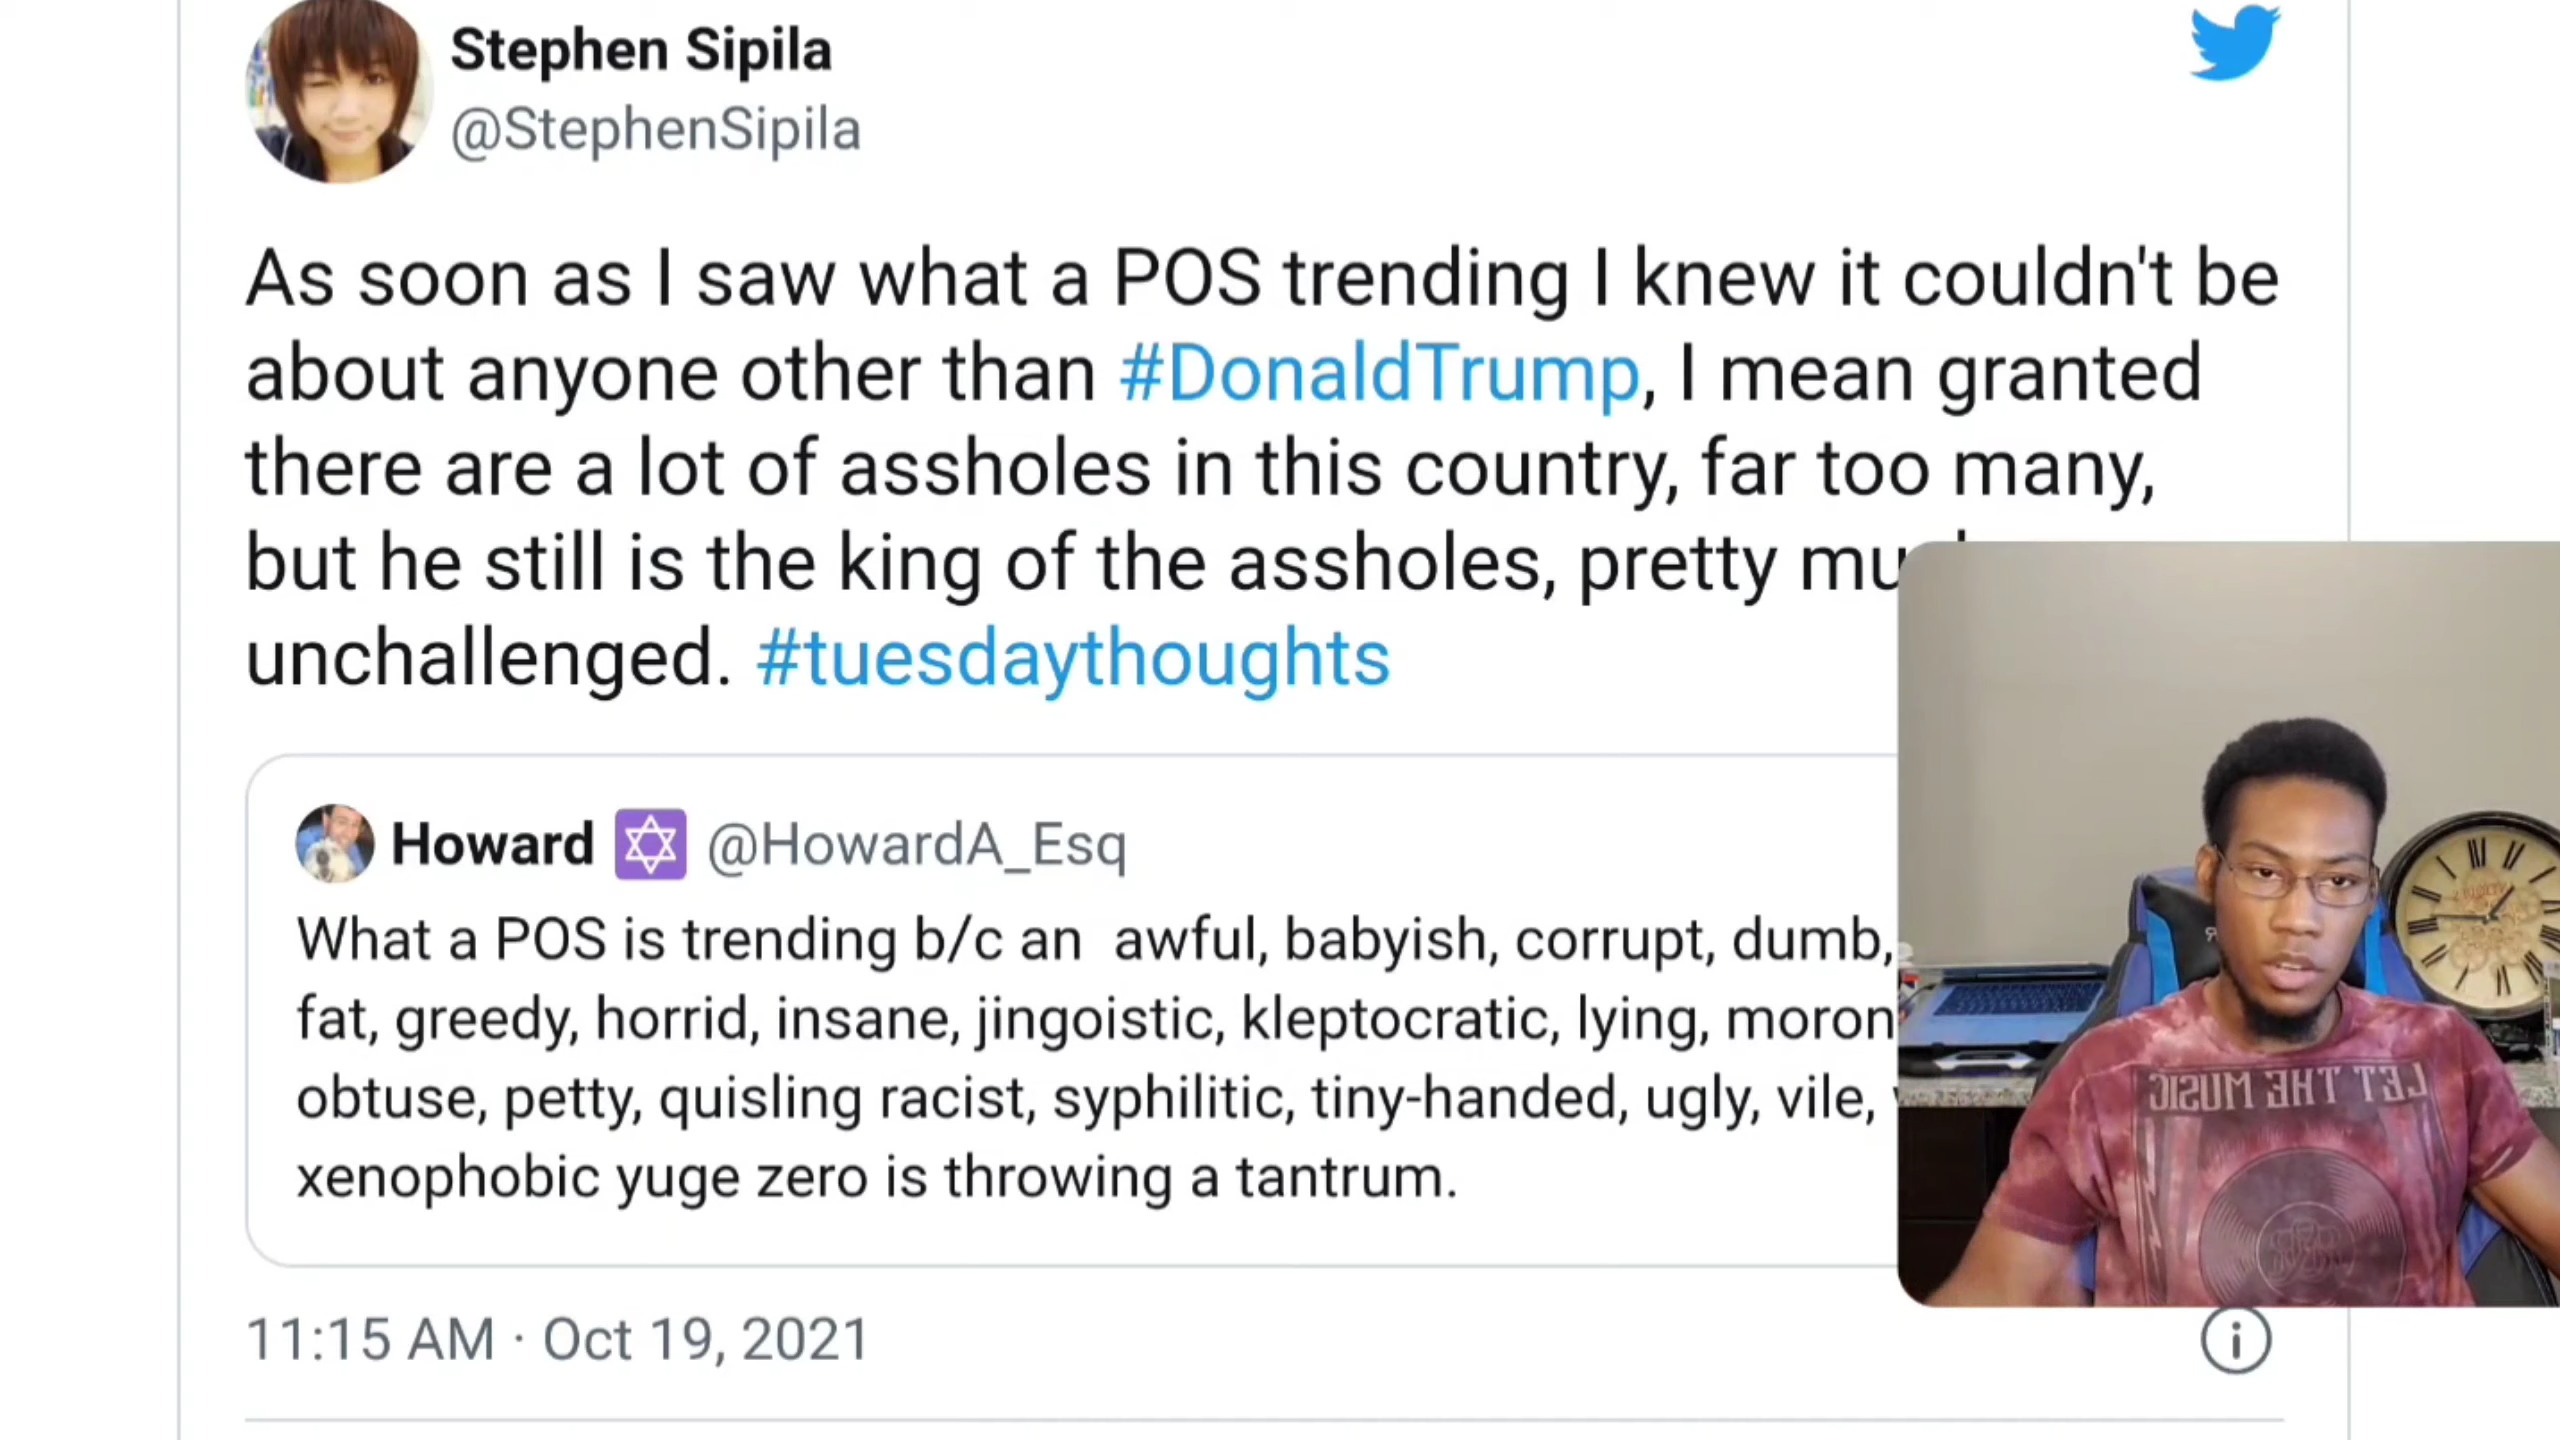 Stephen Sipila
@StephenSipila
As soon as I saw what a POS trending I knew it couldn't be
about anyone other than #DonaldTrump, I mean granted
there are a lot of assholes in this country, far too many,
but he still is the king of the assholes, pretty
unchallenged. #tuesdaythoughts
Howard @HowardA_Esq
What a POS is trending b/c an awful, babyish, corrupt, dumb,
fat, greedy, horrid, insane, jingoistic, kleptocratic, lying,
obtuse, petty, quisling racist, syphilitic, tiny-handed, ugly, vile,
xenophobic yuge zero is throwing a tantrum.
11:15 AM · Oct 19, 2021
LET THE MUSIC